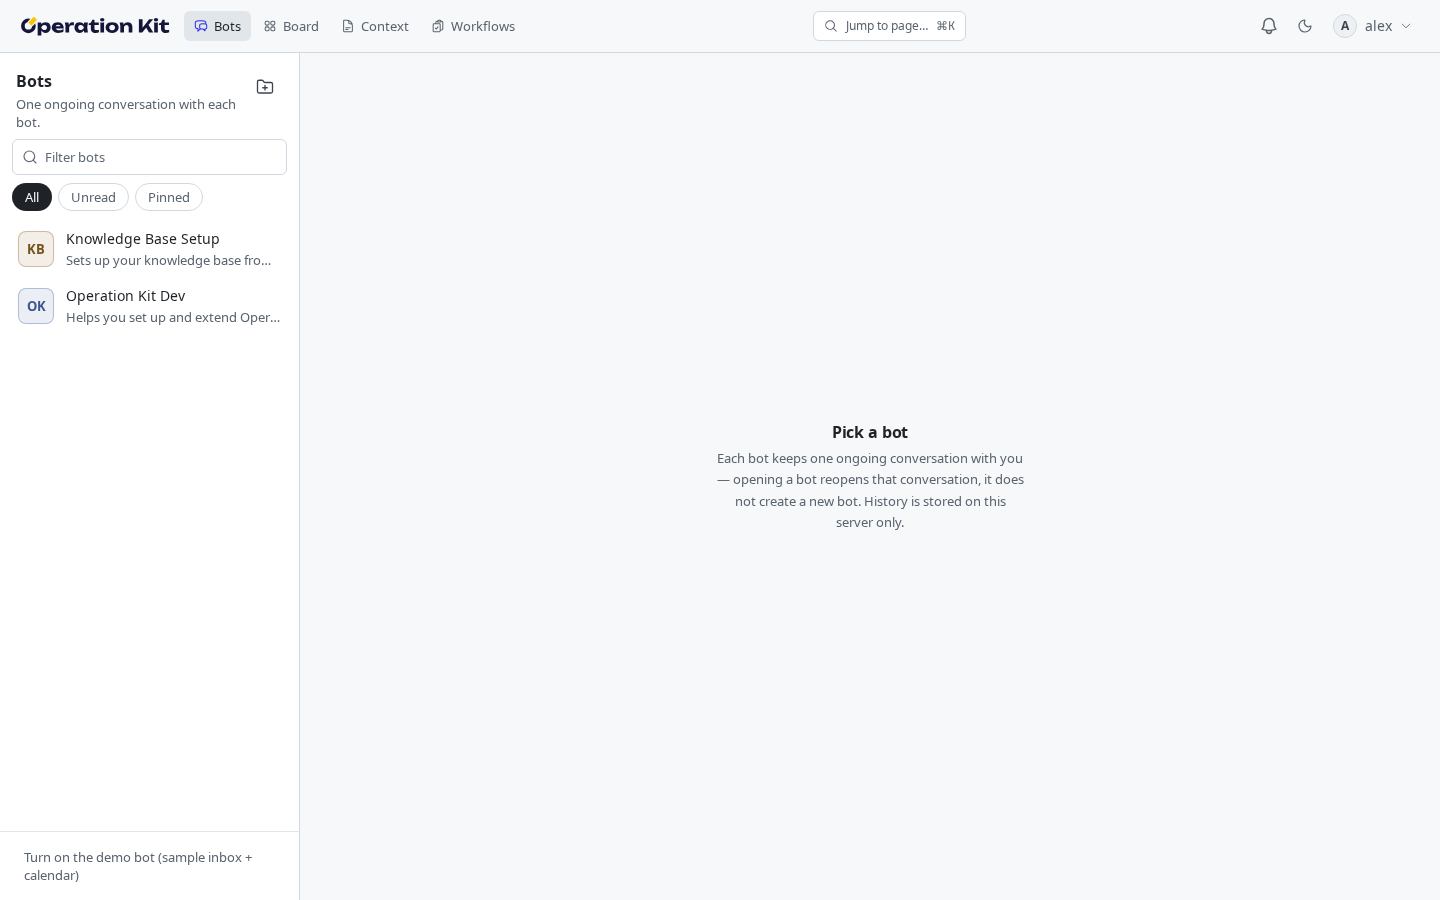 Operation Kit
Bots
Board
Context
Workflows
Jump to page... ⌘K
A
alex
Bots
One ongoing conversation with each
bot.
Filter bots
All
Unread
Pinned
KB
Knowledge Base Setup
Sets up your knowledge base fro...
OK
Operation Kit Dev
Helps you set up and extend Oper...
Pick a bot
Each bot keeps one ongoing conversation with you
— opening a bot reopens that conversation, it does
not create a new bot. History is stored on this
server only.
Turn on the demo bot (sample inbox +
calendar)